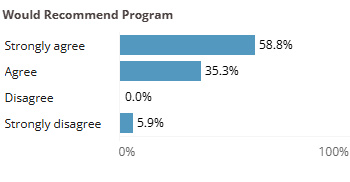 Would Recommend Program
Strongly agree 58.8%
Agree 35.3%
Disagree 0.0%
Strongly disagree 5.9%
0% 100%